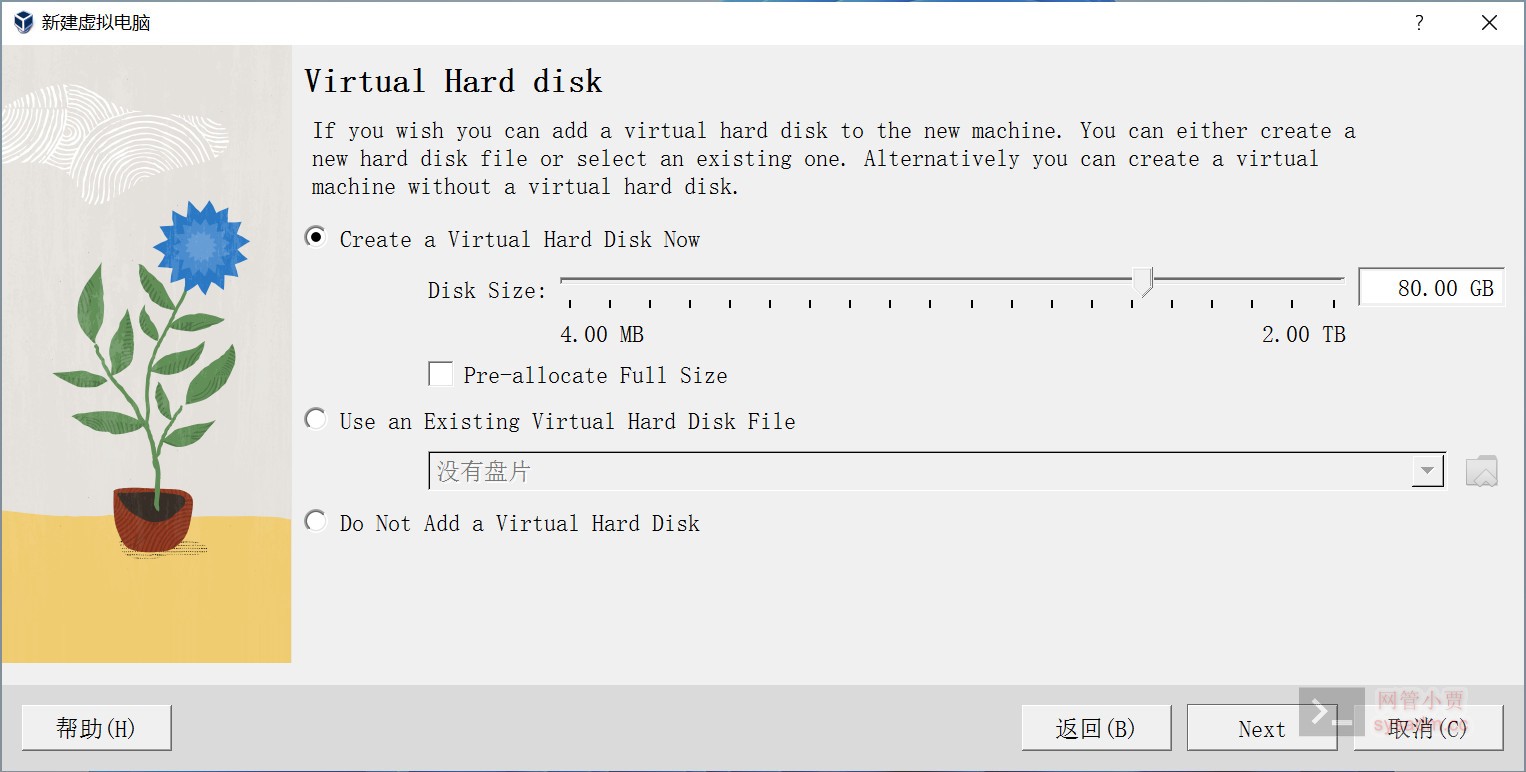 新建虚拟电脑
?
Virtual Hard disk
If you wish you can add a virtual hard disk to the new machine. You can either create a
new hard disk file or select an existing one. Alternatively you can create a virtual
machine without a virtual hard disk.
Create a Virtual Hard Disk Now
Disk Size:
80.00 GB
4.00 MB
2.00 TB
Pre-allocate Full Size
Use an Existing Virtual Hard Disk File
没有盘片
Do Not Add a Virtual Hard Disk
帮助(H)
返回(B)
Next
取消(C)
网管小贾